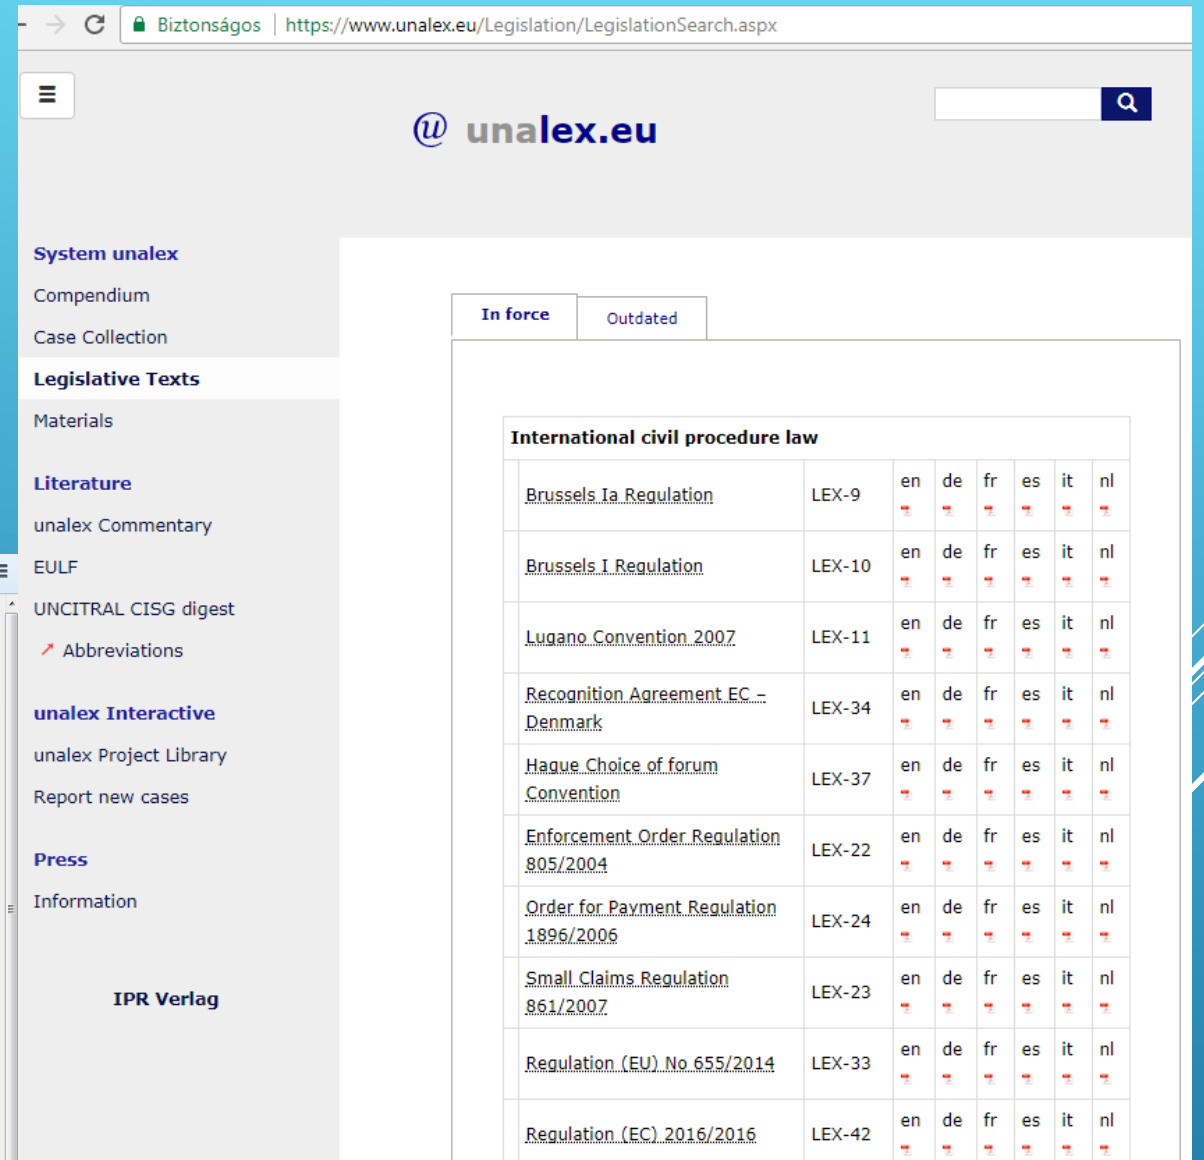 Biztonságos | https://www.unalex.eu/Legislation/LegislationSearch.aspx
@ unalex.eu
System unalex
Compendium
Case Collection
Legislative Texts
Materials
Literature
unalex Commentary
EULF
UNCITRAL CISG digest
Abbreviations
unalex Interactive
unalex Project Library
Report new cases
Press
Information
IPR Verlag
In force
Outdated
International civil procedure law
Brussels Ia Regulation LEX-9 en de fr es it nl
Brussels I Regulation LEX-10 en de fr es it nl
Lugano Convention 2007 LEX-11 en de fr es it nl
Recognition Agreement EC –
Denmark LEX-34 en de fr es it nl
Hague Choice of forum
Convention LEX-37 en de fr es it nl
Enforcement Order Regulation
805/2004 LEX-22 en de fr es it nl
Order for Payment Regulation
1896/2006 LEX-24 en de fr es it nl
Small Claims Regulation
861/2007 LEX-23 en de fr es it nl
Regulation (EU) No 655/2014 LEX-33 en de fr es it nl
Regulation (EC) 2016/2016 LEX-42 en de fr es it nl